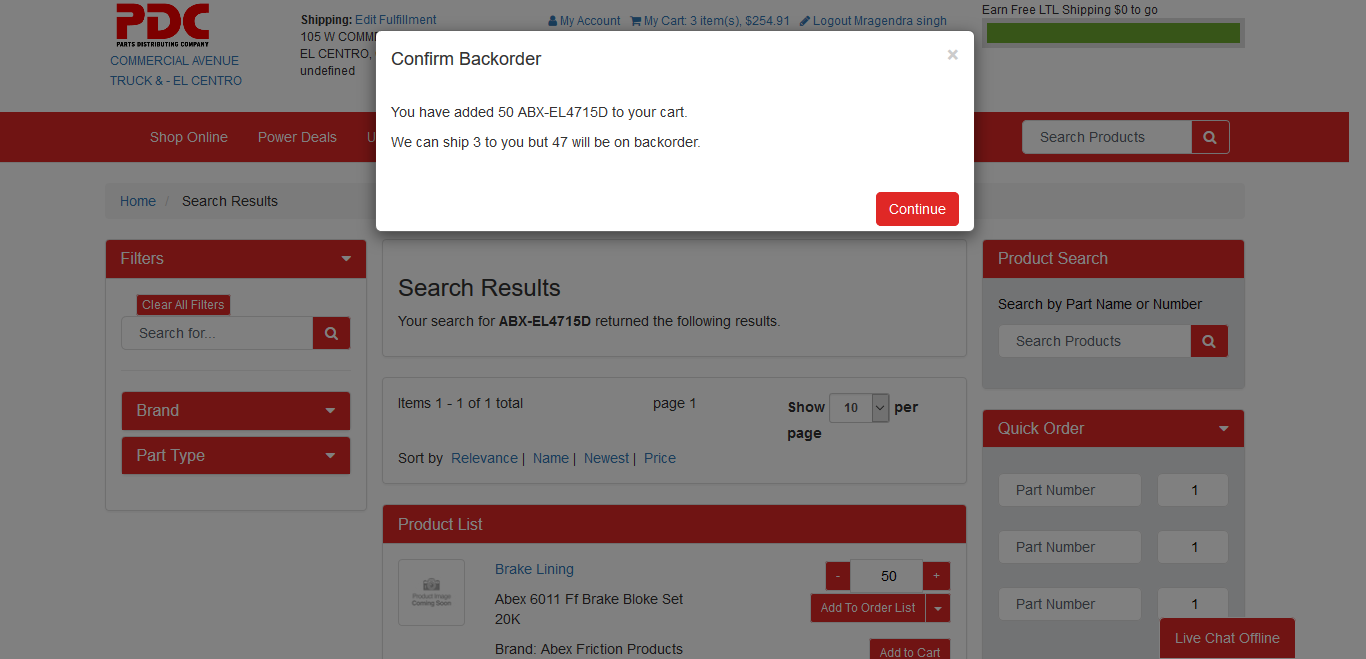 PDC
PARTS DISTRIBUTING COMPANY
COMMERCIAL AVENUE
TRUCK & - EL CENTRO
Shipping: Edit Fulfillment
105 W COMM
EL CENTRO,
undefined
My Account My Cart: 3 item(s), $254.91 Logout Mragendra singh
Earn Free LTL Shipping $0 to go
Confirm Backorder
×
You have added 50 ABX-EL4715D to your cart.
We can ship 3 to you but 47 will be on backorder.
Continue
Shop Online Power Deals U
Search Products
Home / Search Results
Filters
Clear All Filters
Search for...
Brand
Part Type
Search Results
Your search for ABX-EL4715D returned the following results.
Items 1 - 1 of 1 total page 1 Show 10 per
page
Sort by Relevance | Name | Newest | Price
Product List
Product Image
Coming Soon
Brake Lining
Abex 6011 Ff Brake Bloke Set
20K
Brand: Abex Friction Products
- 50 +
Add To Order List
Add to Cart
Product Search
Search by Part Name or Number
Search Products
Quick Order
Part Number 1
Part Number 1
Part Number 1
Live Chat Offline